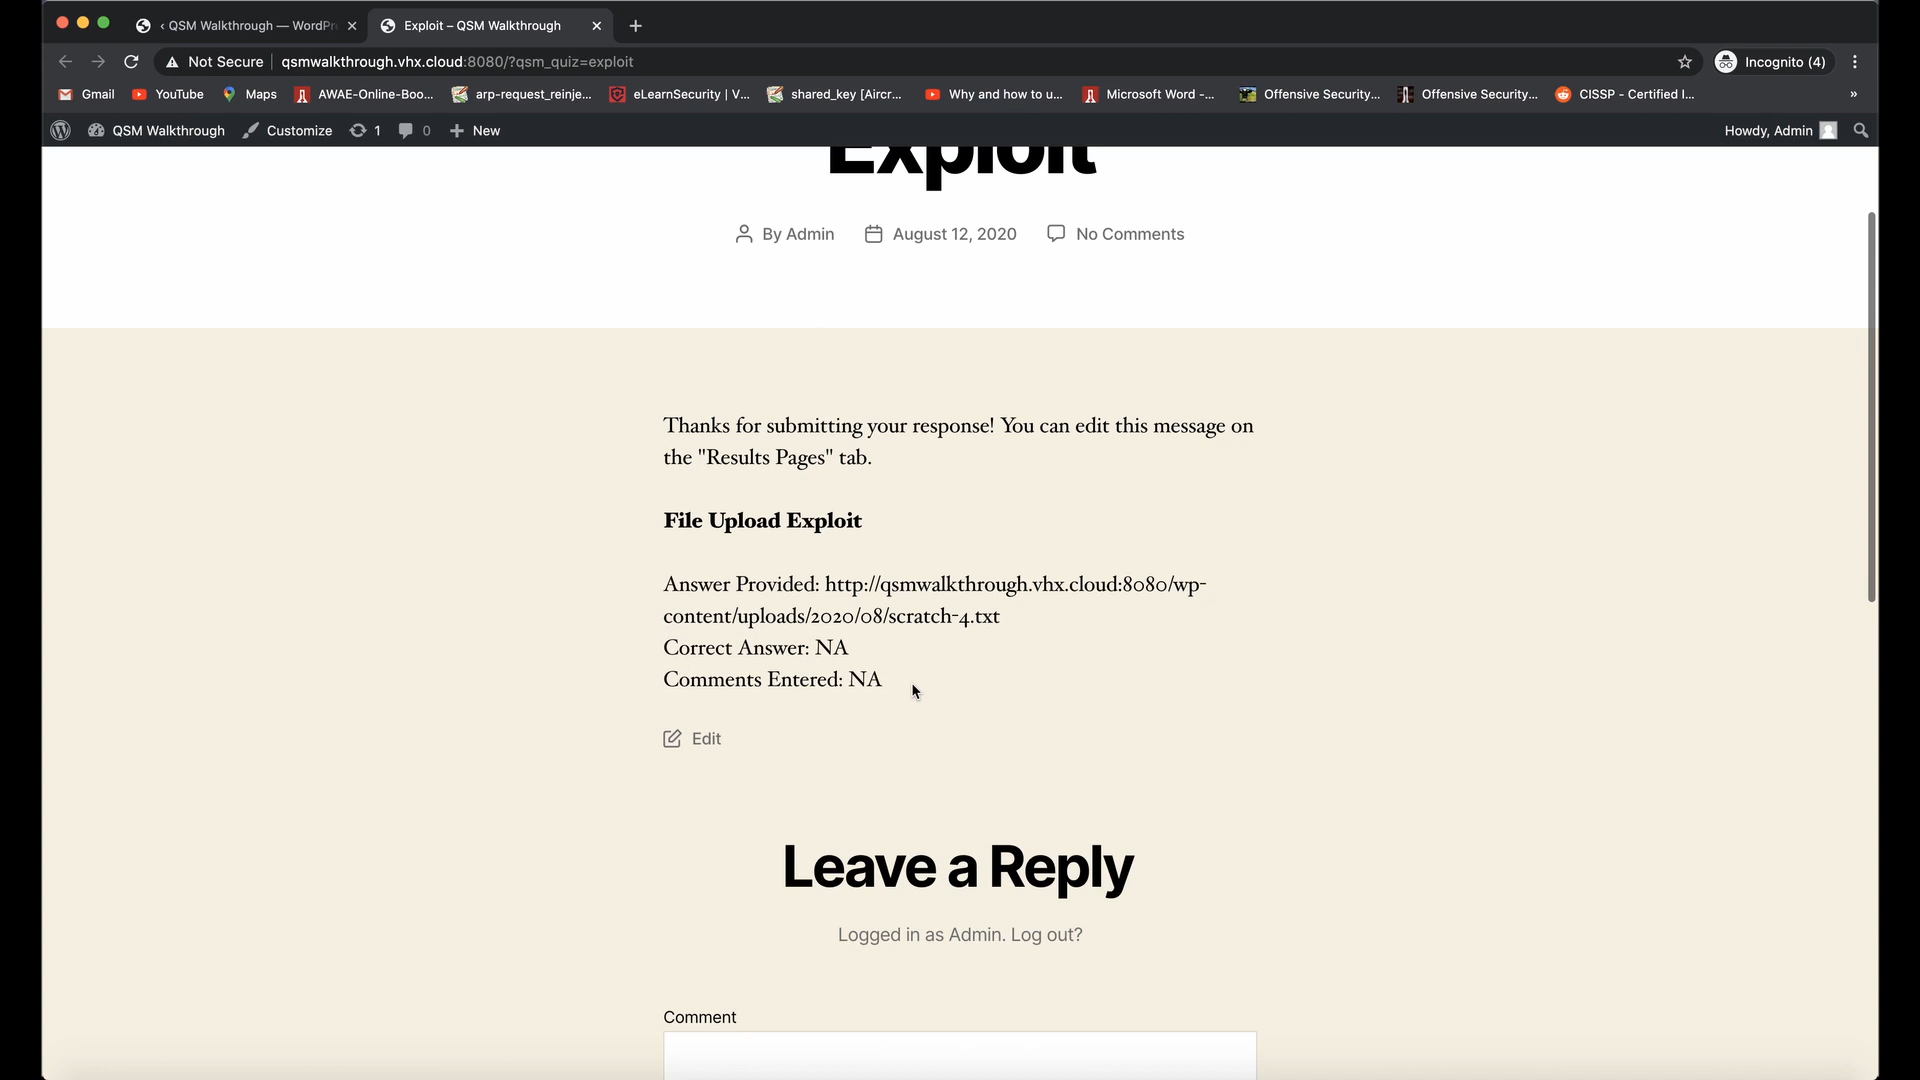 ‹ QSM Walkthrough — WordPr
Exploit – QSM Walkthrough
Not Secure
qsmwalkthrough.vhx.cloud:8080/?qsm_quiz=exploit
Incognito (4)
Gmail
YouTube
Maps
AWAE-Online-Boo...
arp-request_reinje...
eLearnSecurity | V...
shared_key [Aircr...
Why and how to u...
Microsoft Word -...
Offensive Security...
Offensive Security...
CISSP - Certified I...
»
QSM Walkthrough
Customize
1
0
New
Howdy, Admin
Exploit
By Admin
August 12, 2020
No Comments
Thanks for submitting your response! You can edit this message on
the "Results Pages" tab.
File Upload Exploit
Answer Provided: http://qsmwalkthrough.vhx.cloud:8080/wp-
content/uploads/2020/08/scratch-4.txt
Correct Answer: NA
Comments Entered: NA
Edit
Leave a Reply
Logged in as Admin. Log out?
Comment